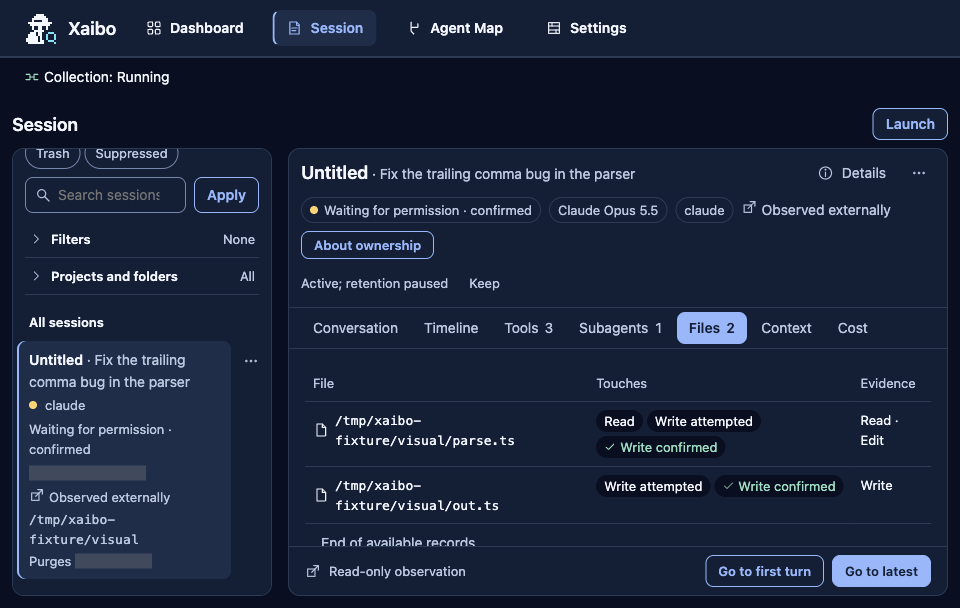 Xaibo
Dashboard
Session
Agent Map
Settings
Collection: Running
Session
Launch
Trash
Suppressed
Search sessions
Apply
Filters
None
Projects and folders
All
All sessions
Untitled · Fix the trailing
comma bug in the parser
claude
Waiting for permission ·
confirmed
Observed externally
/tmp/xaibo-
fixture/visual
Purges
Untitled · Fix the trailing comma bug in the parser
Details
Waiting for permission · confirmed
Claude Opus 5.5
claude
Observed externally
About ownership
Active; retention paused
Keep
Conversation
Timeline
Tools 3
Subagents 1
Files 2
Context
Cost
File
Touches
Evidence
/tmp/xaibo-
fixture/visual/parse.ts
Read
Write attempted
Write confirmed
Read ·
Edit
/tmp/xaibo-
fixture/visual/out.ts
Write attempted
Write confirmed
Write
End of available records
Read-only observation
Go to first turn
Go to latest